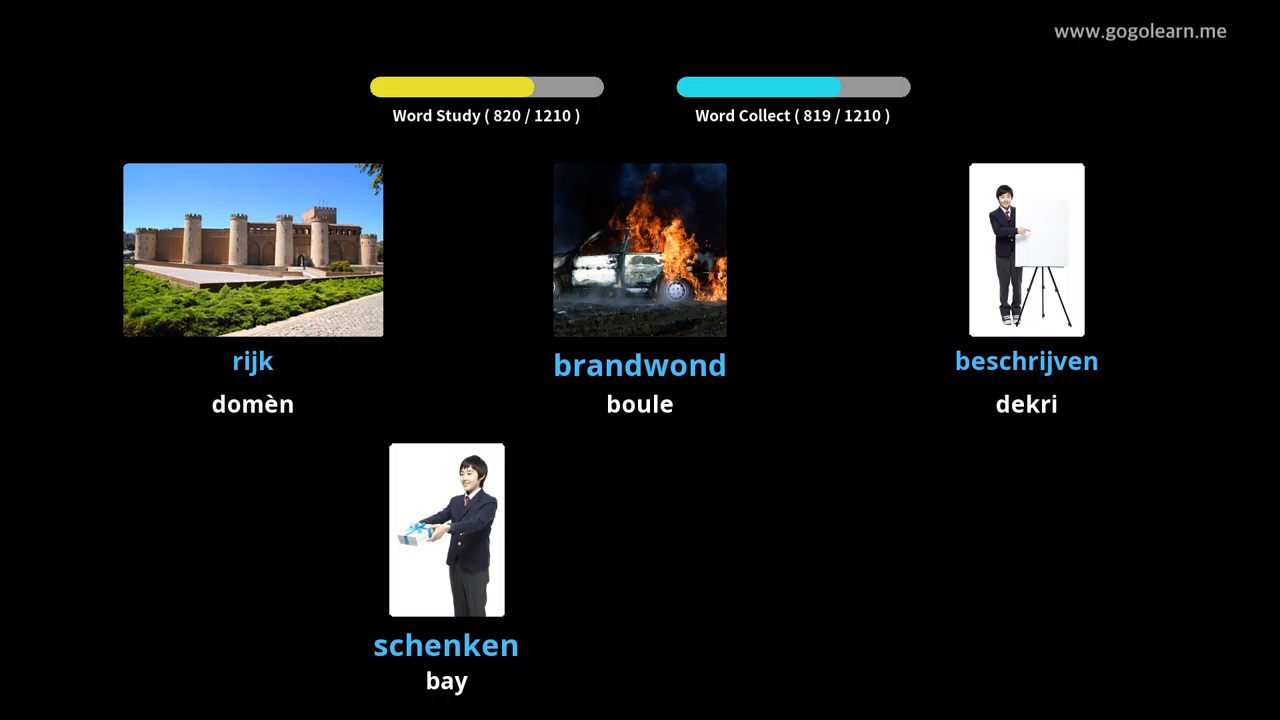 www.gogolearn.me
Word Study ( 820 / 1210 )
Word Collect ( 819 / 1210 )
rijk
domèn
brandwond
boule
beschrijven
dekri
schenken
bay